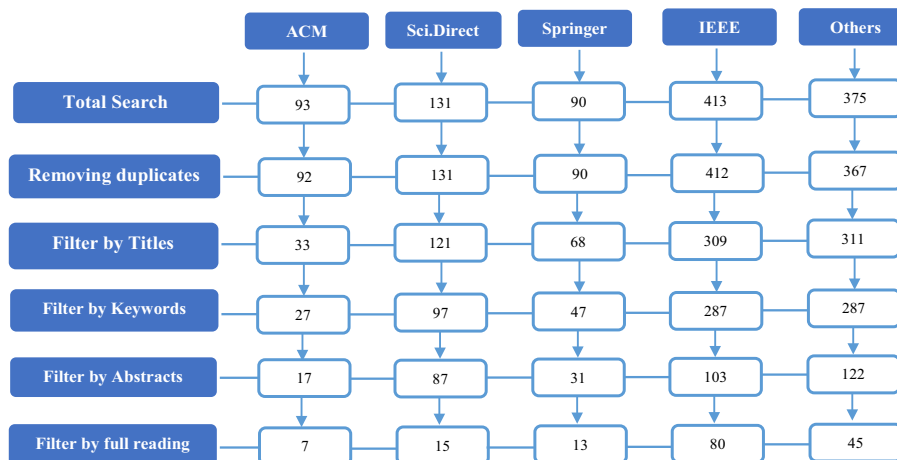 ACM Sci.Direct Springer IEEE Others
Total Search 93 131 90 413 375
Removing duplicates 92 131 90 412 367
Filter by Titles 33 121 68 309 311
Filter by Keywords 27 97 47 287 287
Filter by Abstracts 17 87 31 103 122
Filter by full reading 7 15 13 80 45